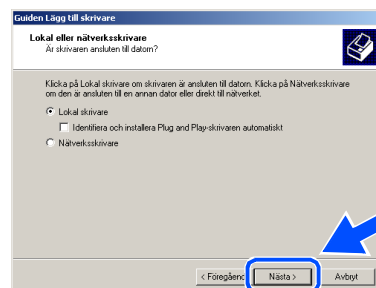 Guiden Lägg till skrivare
Lokal eller nätverksskrivare
Är skrivaren ansluten till datorn?
Klicka på Lokal skrivare om skrivaren är ansluten till datorn. Klicka på Nätverksskrivare
om den är ansluten till en annan dator eller direkt till nätverket.
Lokal skrivare
Identifiera och installera Plug and Play-skrivaren automatiskt
Nätverksskrivare
< Föregåenc Nästa > Avbryt